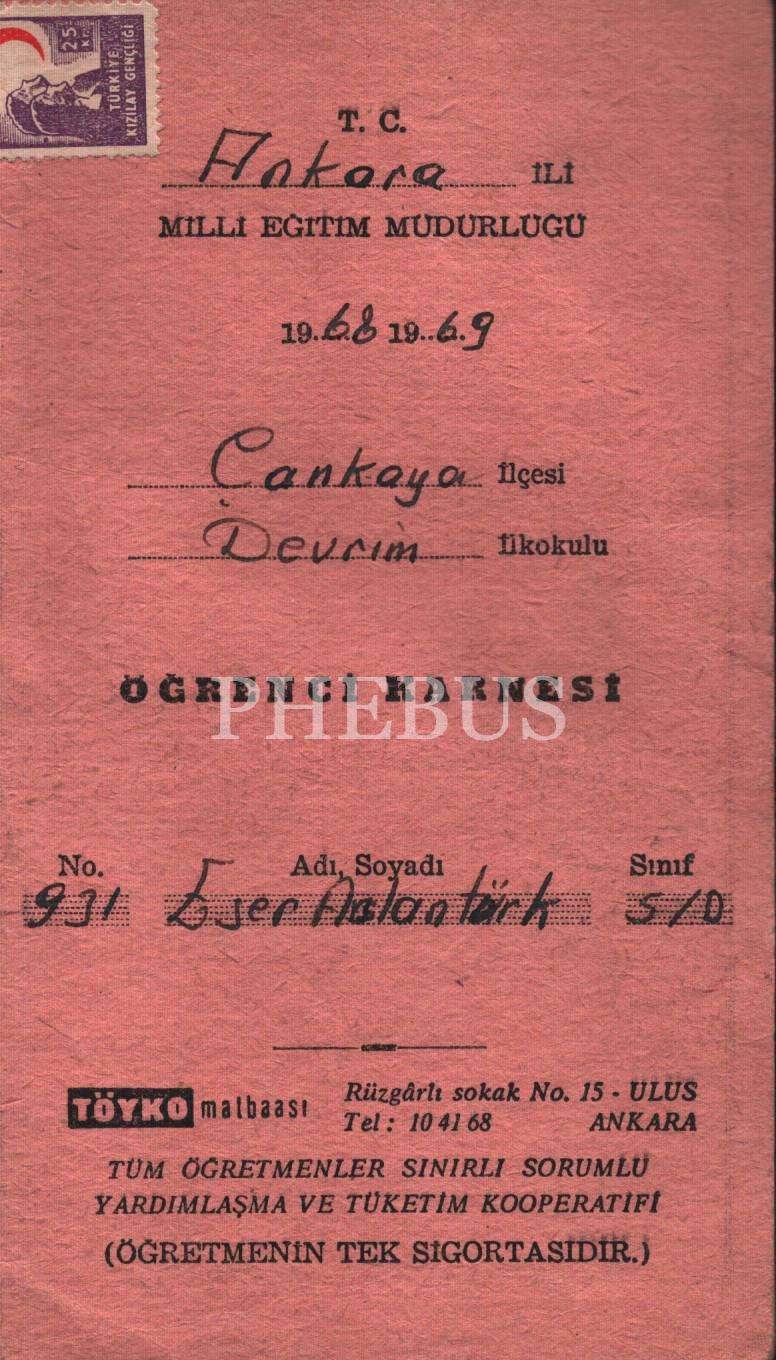 25
Kr.
TÜRKİYE
KIZILAY GENÇLİĞİ
T. C.
Ankara İLİ
MİLLİ EĞİTİM MÜDÜRLÜĞÜ
1968 1969
Çankaya İlçesi
Devrim İlkokulu
ÖĞRENCİ KARNESİ
PHEBUS
No. Adı, Soyadı Sınıf
931 Eser Aslantürk 5/D
TÖYKO matbaası
Rüzgârlı sokak No. 15 - ULUS
Tel : 10 41 68 ANKARA
TÜM ÖĞRETMENLER SINIRLI SORUMLU
YARDIMLAŞMA VE TÜKETİM KOOPERATİFİ
(ÖĞRETMENİN TEK SİGORTASIDIR.)